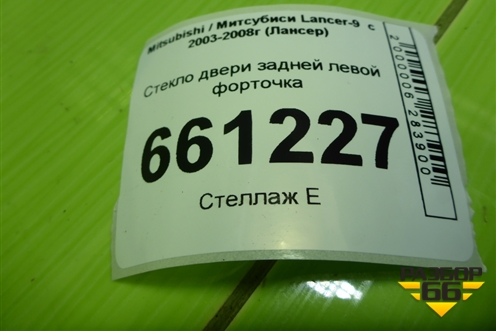 Mitsubishi / Митсубиси Lancer-9 с
2003-2008г (Лансер)
Стекло двери задней левой
форточка
661227
Стеллаж Е
2000006283900
РАЗБОР
66